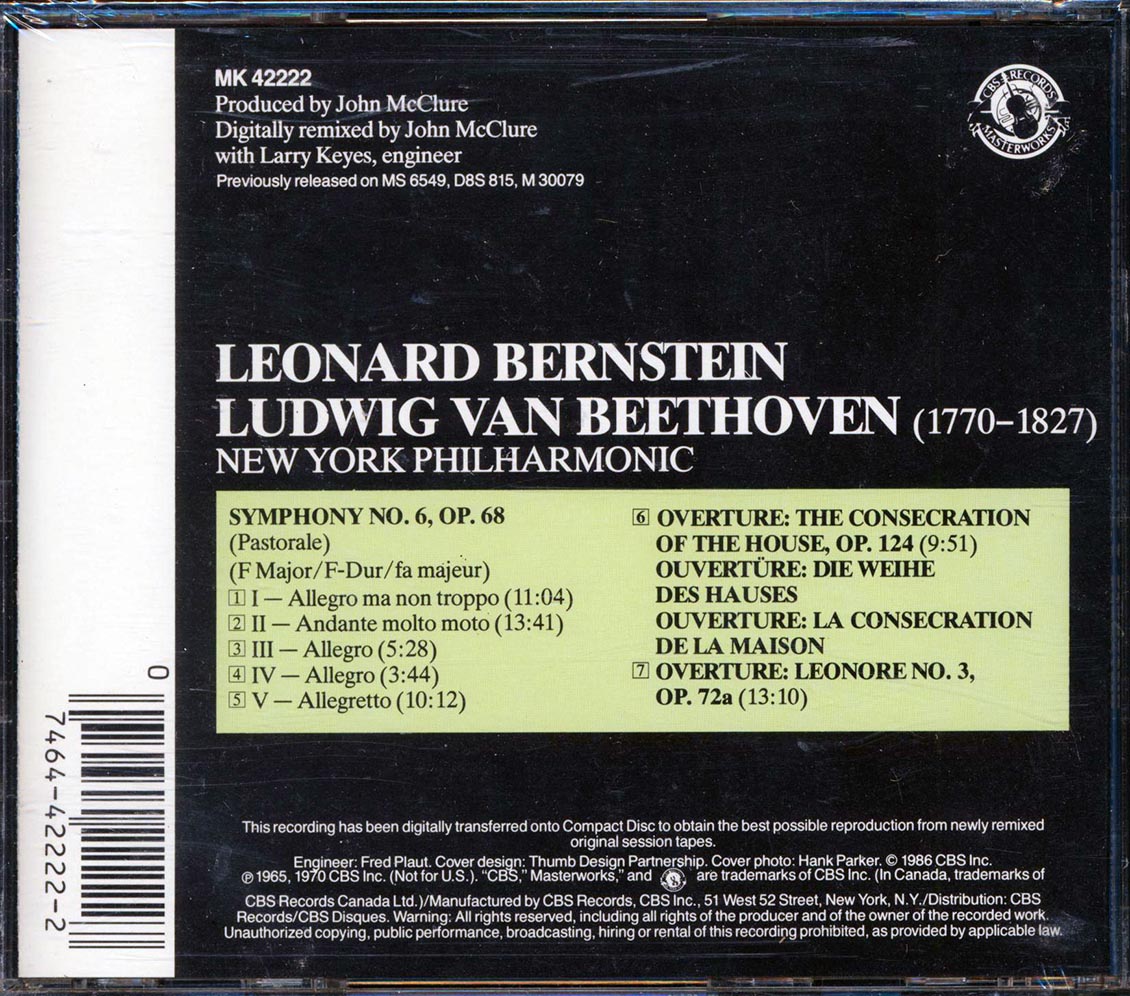 MK 42222
Produced by John McClure
Digitally remixed by John McClure
with Larry Keyes, engineer
Previously released on MS 6549, D8S 815, M 30079
CBS RECORDS
MASTERWORKS
LEONARD BERNSTEIN
LUDWIG VAN BEETHOVEN (1770–1827)
NEW YORK PHILHARMONIC
SYMPHONY NO. 6, OP. 68
(Pastorale)
(F Major/F-Dur/fa majeur)
1 I — Allegro ma non troppo (11:04)
2 II — Andante molto moto (13:41)
3 III — Allegro (5:28)
4 IV — Allegro (3:44)
5 V — Allegretto (10:12)
6 OVERTURE: THE CONSECRATION
OF THE HOUSE, OP. 124 (9:51)
OUVERTÜRE: DIE WEIHE
DES HAUSES
OUVERTURE: LA CONSECRATION
DE LA MAISON
7 OVERTURE: LEONORE NO. 3,
OP. 72a (13:10)
0
7464-42222-2
This recording has been digitally transferred onto Compact Disc to obtain the best possible reproduction from newly remixed
original session tapes.
Engineer: Fred Plaut. Cover design: Thumb Design Partnership. Cover photo: Hank Parker. © 1986 CBS Inc.
℗ 1965, 1970 CBS Inc. (Not for U.S.). “CBS,” Masterworks,” and are trademarks of CBS Inc. (In Canada, trademarks of
CBS Records Canada Ltd.)/Manufactured by CBS Records, CBS Inc., 51 West 52 Street, New York, N.Y./Distribution: CBS
Records/CBS Disques. Warning: All rights reserved, including all rights of the producer and of the owner of the recorded work.
Unauthorized copying, public performance, broadcasting, hiring or rental of this recording prohibited, as provided by applicable law.